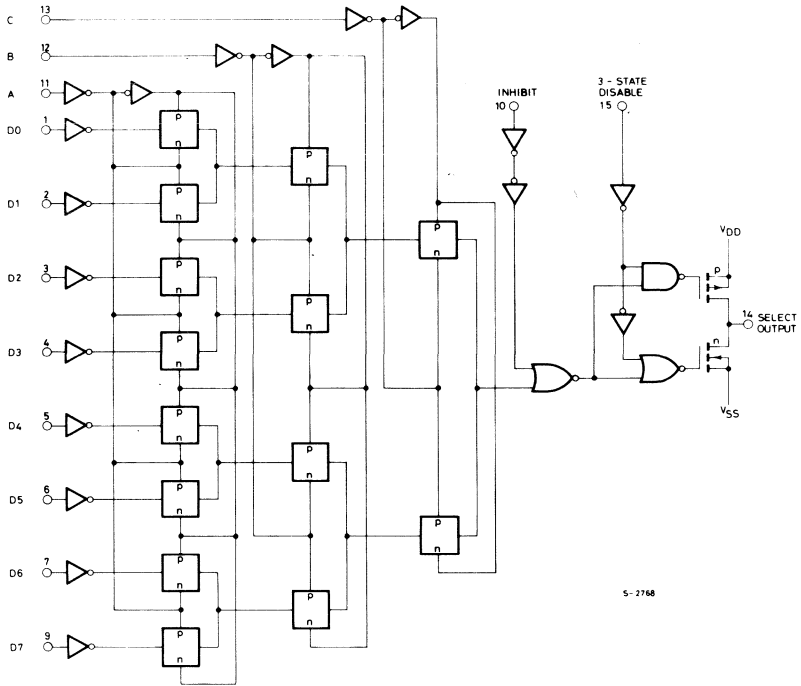 C 13
B 12
A 11
D0 1
D1 2
D2 3
D3 4
D4 5
D5 6
D6 7
D7 9
p
n
p
n
p
n
p
n
p
n
p
n
p
n
p
n
p
n
p
n
p
n
p
n
p
n
p
n
INHIBIT
10
3 - STATE
DISABLE
15
VDD
p
14 SELECT
OUTPUT
n
VSS
S-2768